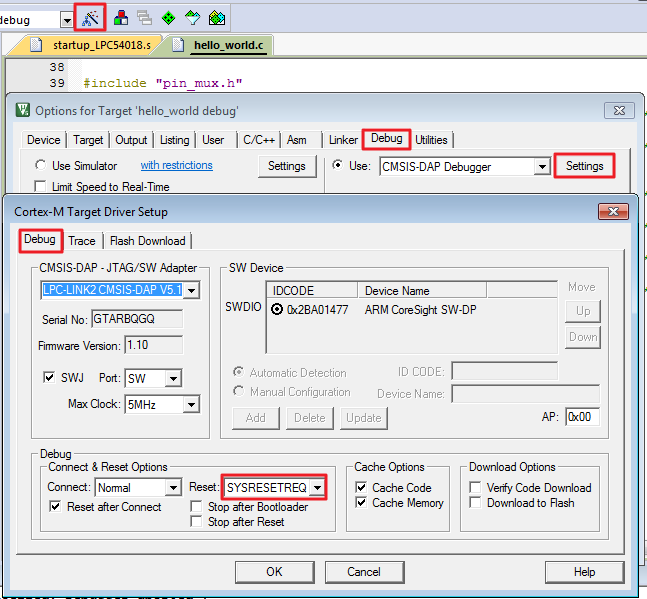 debug
startup_LPC54018.s
hello_world.c
38
39 #include "pin_mux.h"
Options for Target 'hello_world debug'
Device Target Output Listing User C/C++ Asm Linker Debug Utilities
Use Simulator with restrictions Settings Use: CMSIS-DAP Debugger Settings
Limit Speed to Real-Time
Cortex-M Target Driver Setup
Debug Trace Flash Download
CMSIS-DAP - JTAG/SW Adapter
LPC-LINK2 CMSIS-DAP V5.1
Serial No: GTARBQGQ
Firmware Version: 1.10
SWJ Port: SW
Max Clock: 5MHz
SW Device
IDCODE Device Name Move
SWDIO 0x2BA01477 ARM CoreSight SW-DP Up
Down
Automatic Detection ID CODE:
Manual Configuration Device Name:
Add Delete Update AP: 0x00
Debug
Connect & Reset Options
Connect: Normal Reset: SYSRESETREQ
Reset after Connect Stop after Bootloader
Stop after Reset
Cache Options
Cache Code
Cache Memory
Download Options
Verify Code Download
Download to Flash
OK Cancel Help